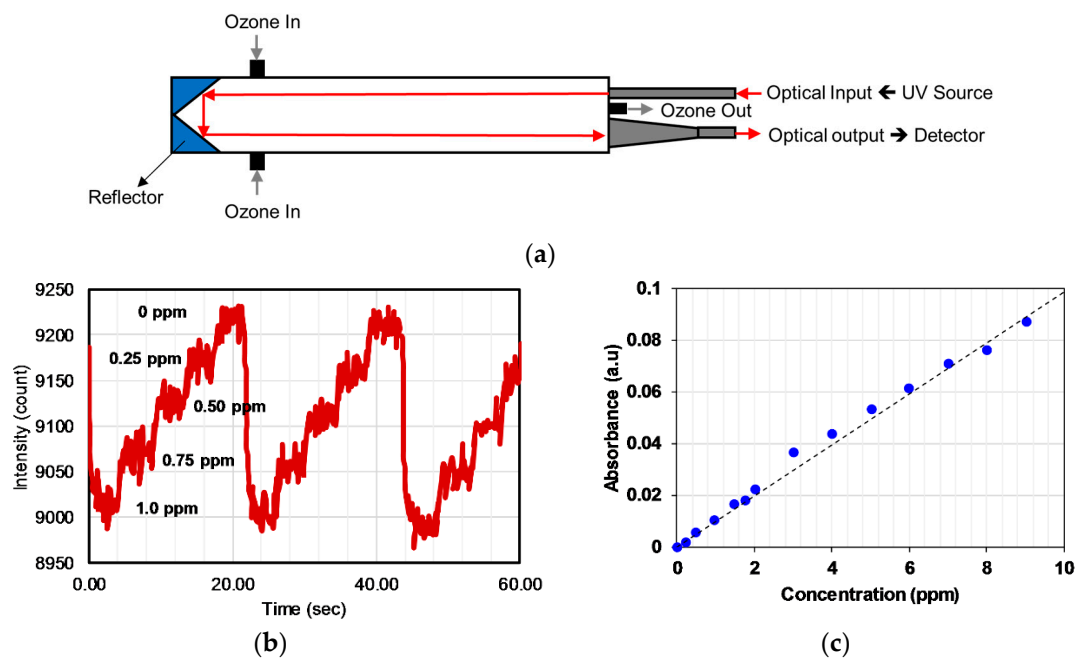 Ozone In
Optical Input ← UV Source
Ozone Out
Optical output → Detector
Reflector
Ozone In
(a)
9250
9200
9150
9100
9050
9000
8950
Intensity (count)
0 ppm
0.25 ppm
0.50 ppm
0.75 ppm
1.0 ppm
0.00
20.00
40.00
60.00
Time (sec)
(b)
0.1
0.08
0.06
0.04
0.02
0
Absorbance (a.u)
0
2
4
6
8
10
Concentration (ppm)
(c)